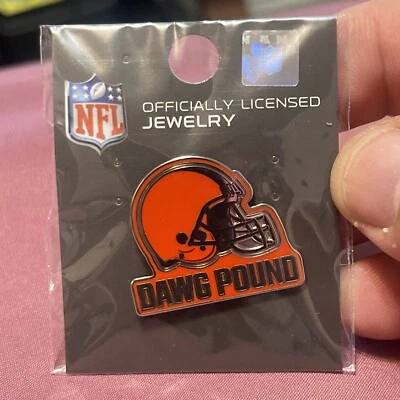 NFL
OFFICIALLY LICENSED
JEWELRY
DAWG POUND